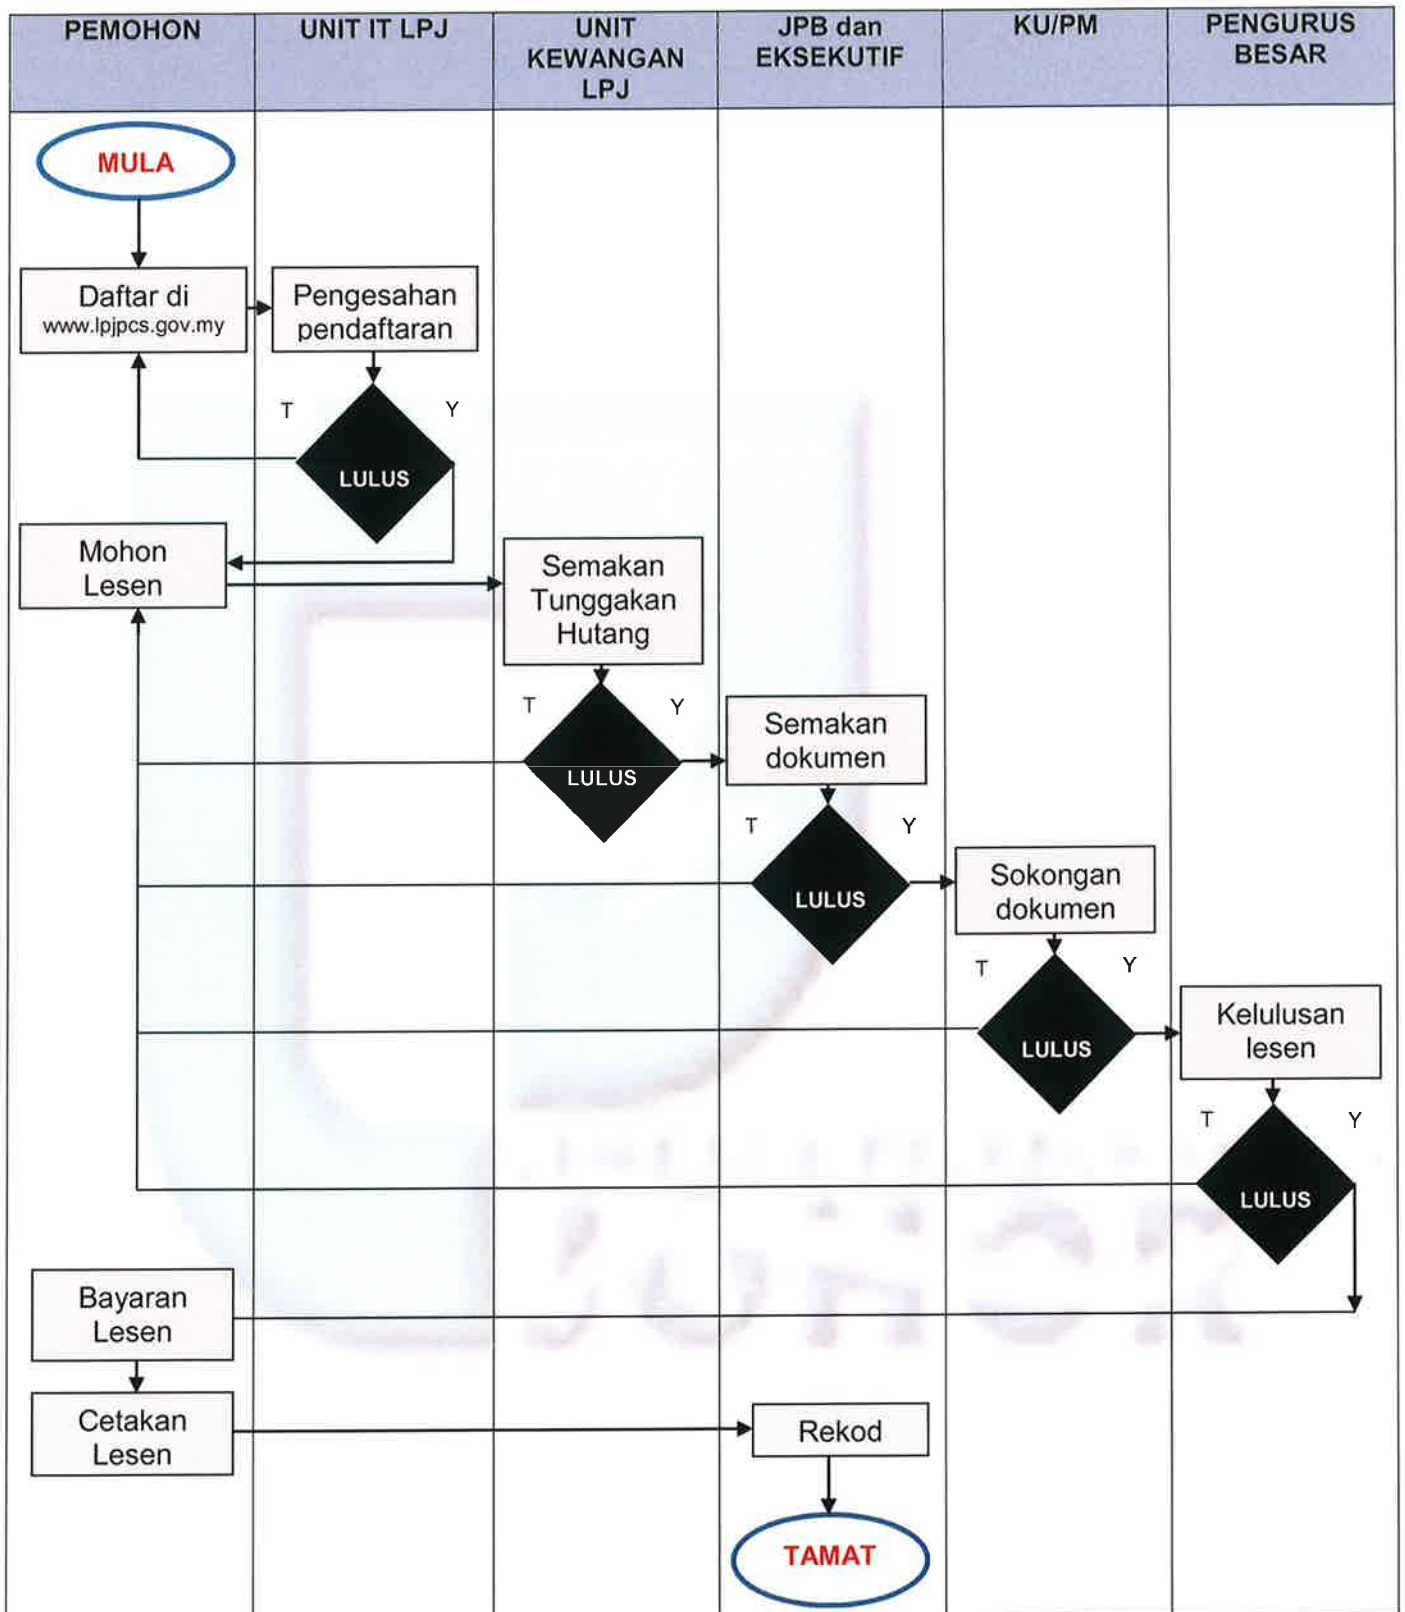 PEMOHON
UNIT IT LPJ
UNIT
KEWANGAN
LPJ
JPB dan
EKSEKUTIF
KU/PM
PENGURUS
BESAR
MULA
Daftar di
www.lpjpcs.gov.my
Pengesahan
pendaftaran
T
Y
LULUS
Mohon
Lesen
Semakan
Tunggakan
Hutang
T
Y
LULUS
Semakan
dokumen
T
Y
LULUS
Sokongan
dokumen
T
Y
LULUS
Kelulusan
lesen
T
Y
LULUS
Bayaran
Lesen
Cetakan
Lesen
Rekod
TAMAT
JOHOR